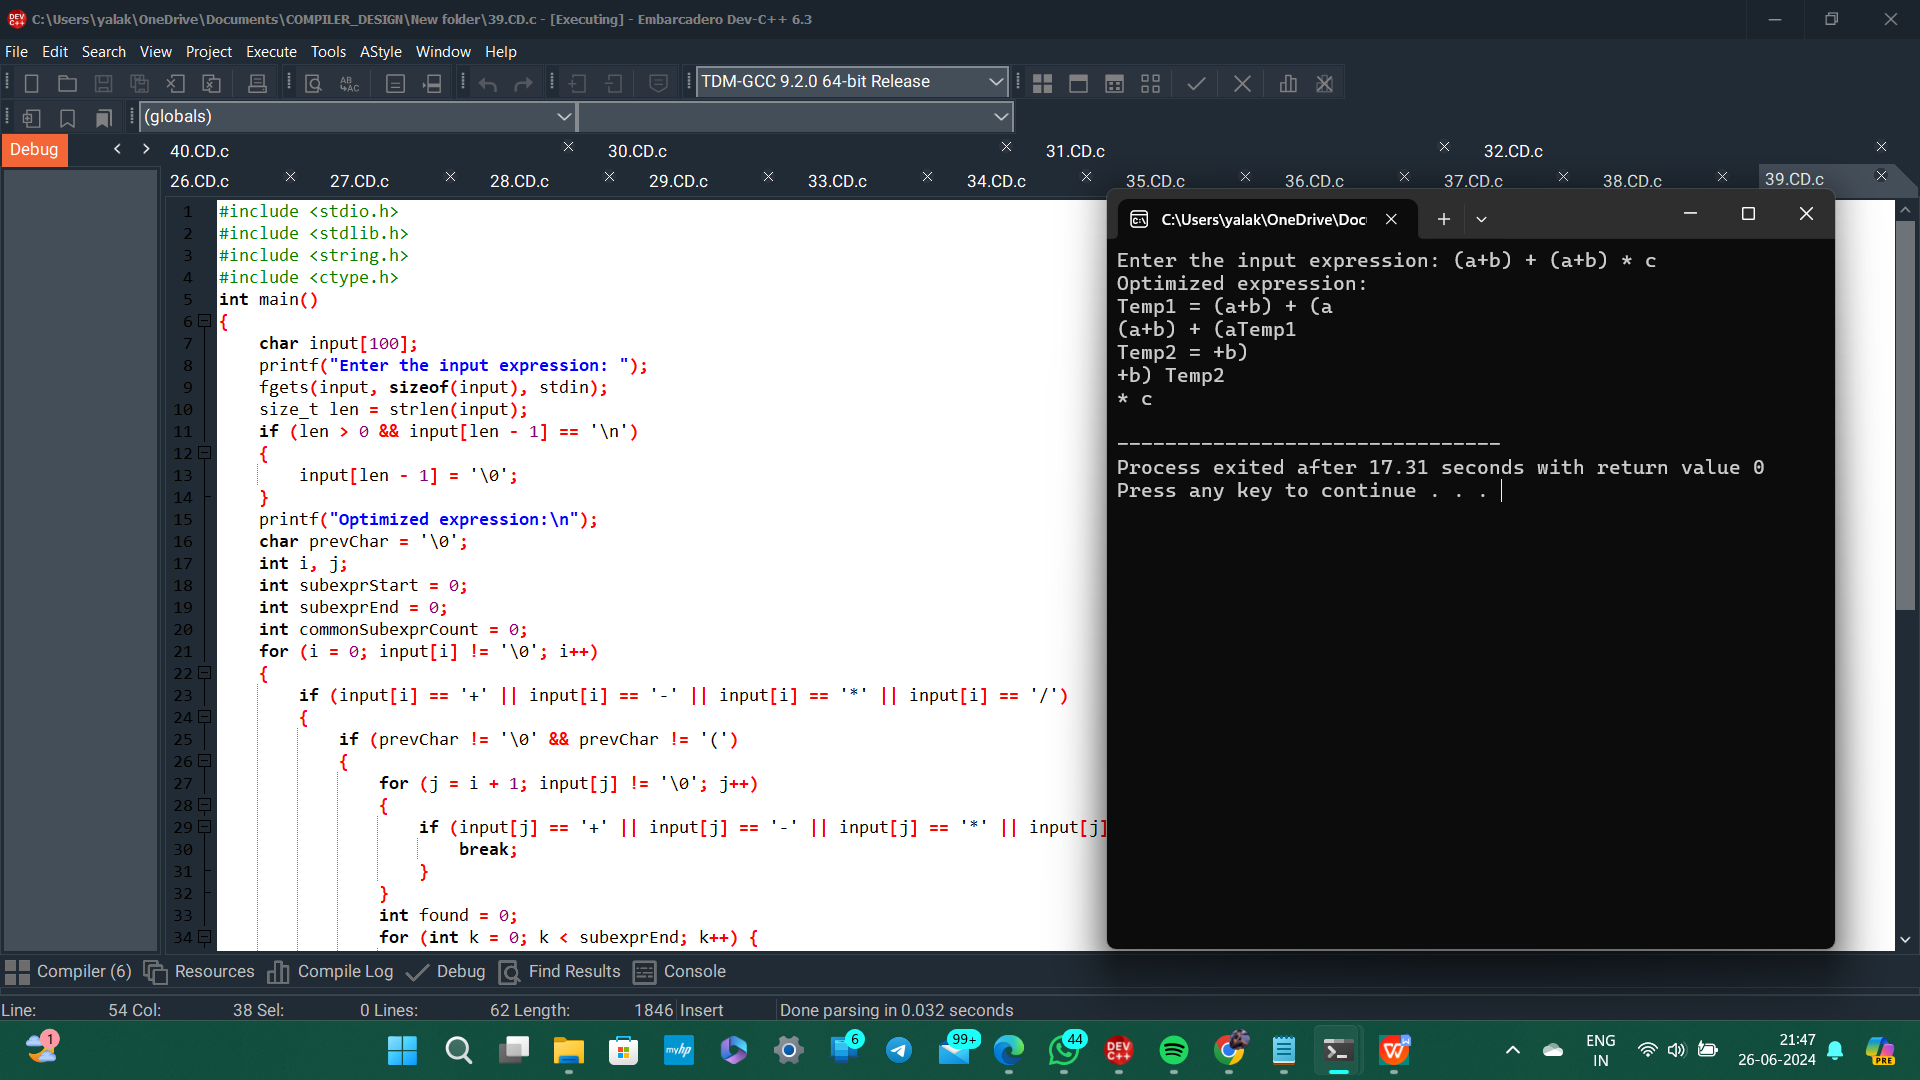 C:\Users\yalak\OneDrive\Documents\COMPILER_DESIGN\New folder\39.CD.c - [Executing] - Embarcadero Dev-C++ 6.3
File Edit Search View Project Execute Tools AStyle Window Help
TDM-GCC 9.2.0 64-bit Release
(globals)
Debug
40.CD.c 30.CD.c 31.CD.c 32.CD.c
26.CD.c 27.CD.c 28.CD.c 29.CD.c 33.CD.c 34.CD.c 35.CD.c 36.CD.c 37.CD.c 38.CD.c 39.CD.c
1 #include <stdio.h>
2 #include <stdlib.h>
3 #include <string.h>
4 #include <ctype.h>
5 int main()
6 {
7 char input[100];
8 printf("Enter the input expression: ");
9 fgets(input, sizeof(input), stdin);
10 size_t len = strlen(input);
11 if (len > 0 && input[len - 1] == '\n')
12 {
13 input[len - 1] = '\0';
14 }
15 printf("Optimized expression:\n");
16 char prevChar = '\0';
17 int i, j;
18 int subexprStart = 0;
19 int subexprEnd = 0;
20 int commonSubexprCount = 0;
21 for (i = 0; input[i] != '\0'; i++)
22 {
23 if (input[i] == '+' || input[i] == '-' || input[i] == '*' || input[i] == '/')
24 {
25 if (prevChar != '\0' && prevChar != '(')
26 {
27 for (j = i + 1; input[j] != '\0'; j++)
28 {
29 if (input[j] == '+' || input[j] == '-' || input[j] == '*' || input[j]
30 break;
31 }
32 }
33 int found = 0;
34 for (int k = 0; k < subexprEnd; k++) {
C:\Users\yalak\OneDrive\Doc
Enter the input expression: (a+b) + (a+b) * c
Optimized expression:
Temp1 = (a+b) + (a
(a+b) + (aTemp1
Temp2 = +b)
+b) Temp2
* c
--------------------------------
Process exited after 17.31 seconds with return value 0
Press any key to continue . . .
Compiler (6) Resources Compile Log Debug Find Results Console
Line: 54 Col: 38 Sel: 0 Lines: 62 Length: 1846 Insert Done parsing in 0.032 seconds
1 myhp 6 99+ 44 DEV C++ ENG 21:47
IN 26-06-2024 PRE